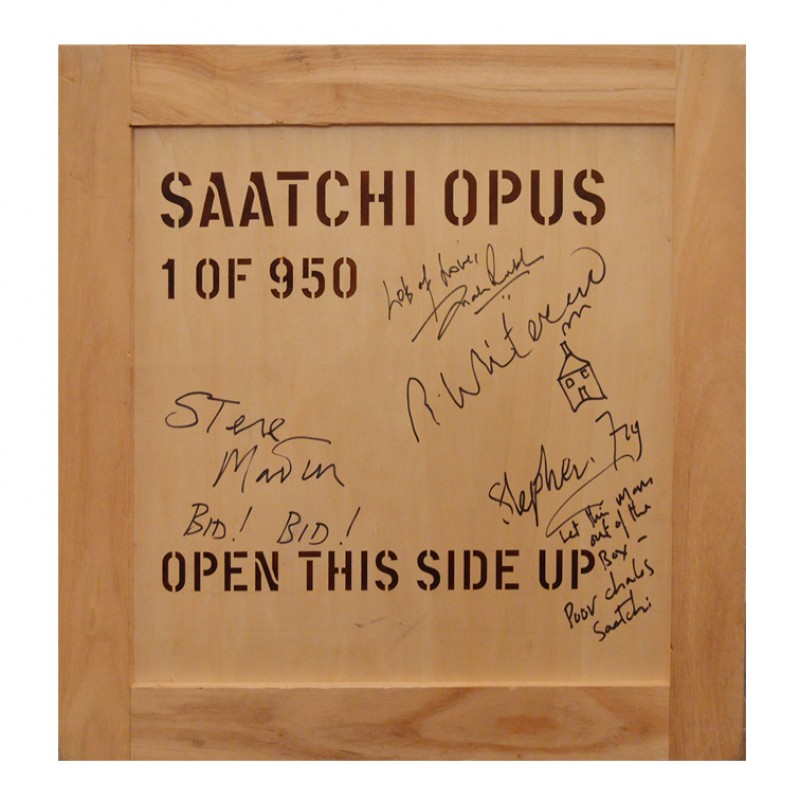 SAATCHI OPUS
1 OF 950
Lots of Love,
R. Whiteread
Steve
Martin
BID! BID!
Stephen Fry
Let this man
out of the
Box –
Poor Charles
Saatchi
OPEN THIS SIDE UP